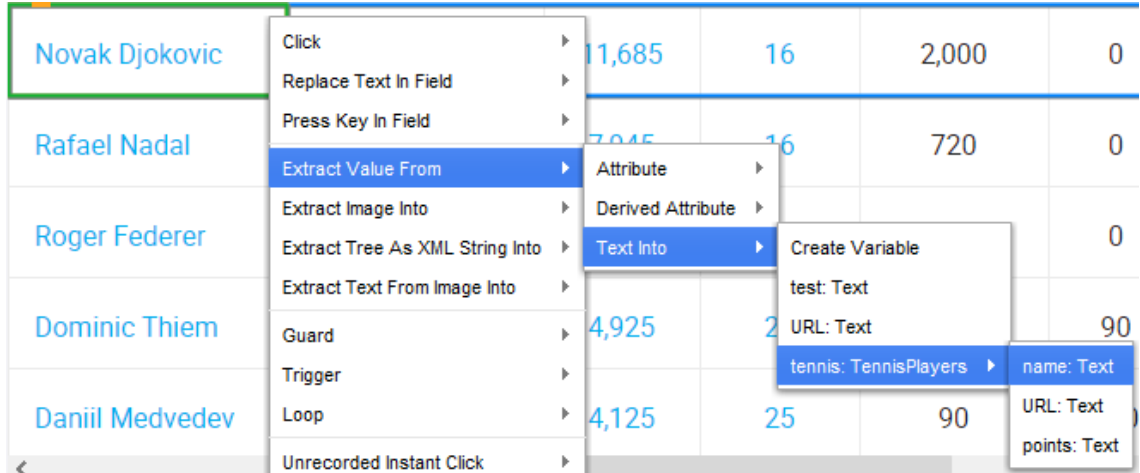 Novak Djokovic 11,685 16 2,000 0
Rafael Nadal 16 720 0
Roger Federer 0
Dominic Thiem 4,925 90
Daniil Medvedev 4,125 25 90
Click
Replace Text In Field
Press Key In Field
Extract Value From
Extract Image Into
Extract Tree As XML String Into
Extract Text From Image Into
Guard
Trigger
Loop
Unrecorded Instant Click
Attribute
Derived Attribute
Text Into
Create Variable
test: Text
URL: Text
tennis: TennisPlayers
name: Text
URL: Text
points: Text